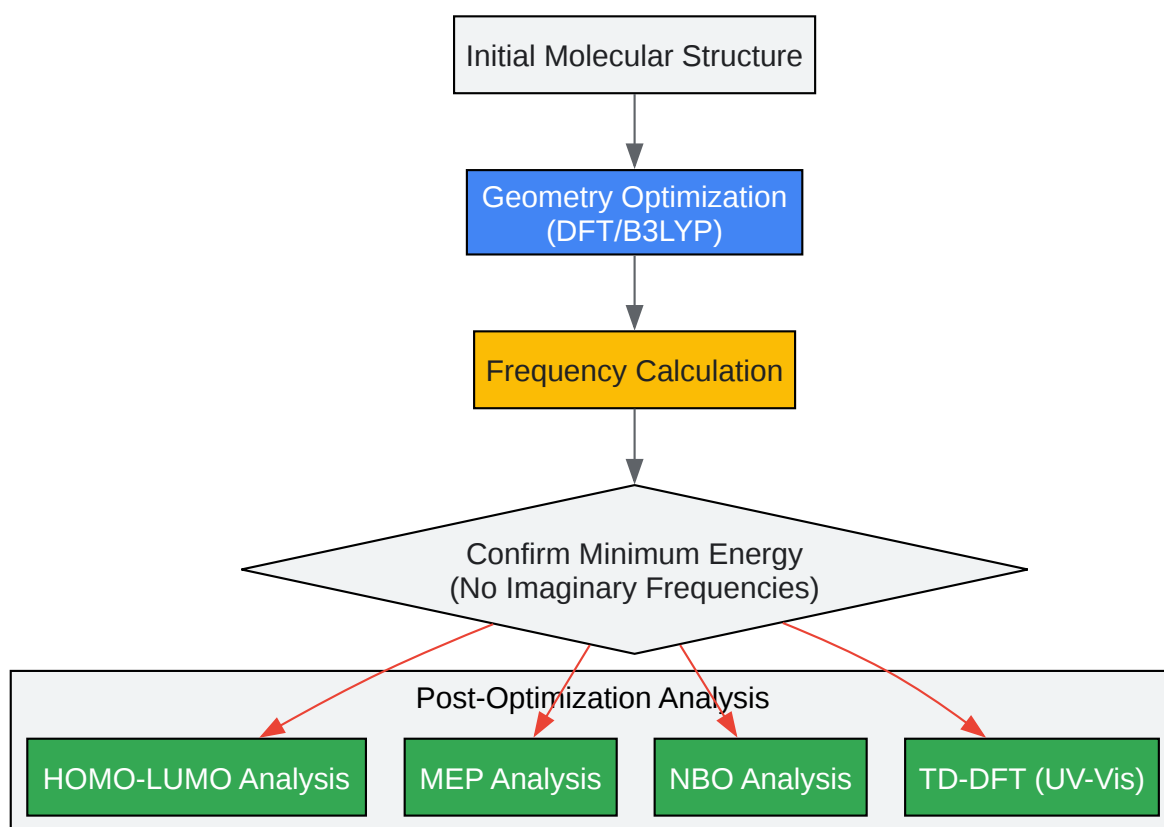 Initial Molecular Structure
Geometry Optimization
(DFT/B3LYP)
Frequency Calculation
Confirm Minimum Energy
(No Imaginary Frequencies)
Post-Optimization Analysis
HOMO-LUMO Analysis
MEP Analysis
NBO Analysis
TD-DFT (UV-Vis)